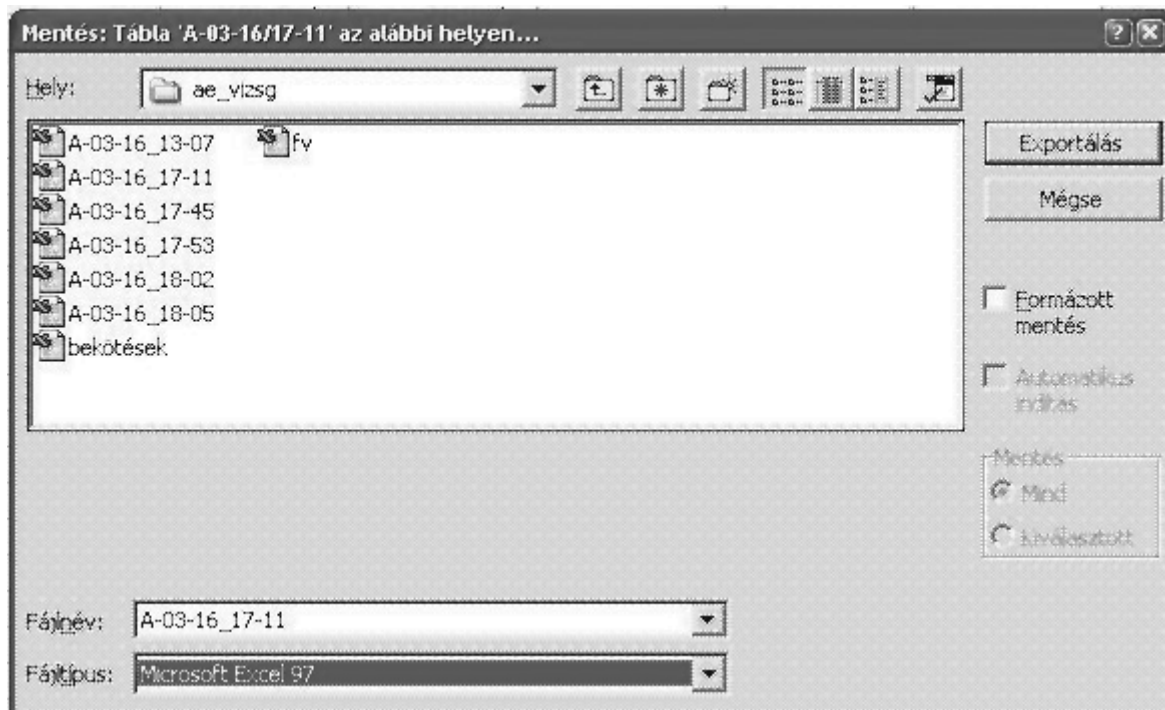 Mentés: Tábla 'A-03-16/17-11' az alábbi helyen...
Hely: ae_vizsg
A-03-16_13-07
A-03-16_17-11
A-03-16_17-45
A-03-16_17-53
A-03-16_18-02
A-03-16_18-05
bekötések
fv
Exportálás
Mégse
Formázott
mentés
Automatikus
indítás
Mentés
Mind
Kiválasztott
Fájlnév: A-03-16_17-11
Fájltípus: Microsoft Excel 97